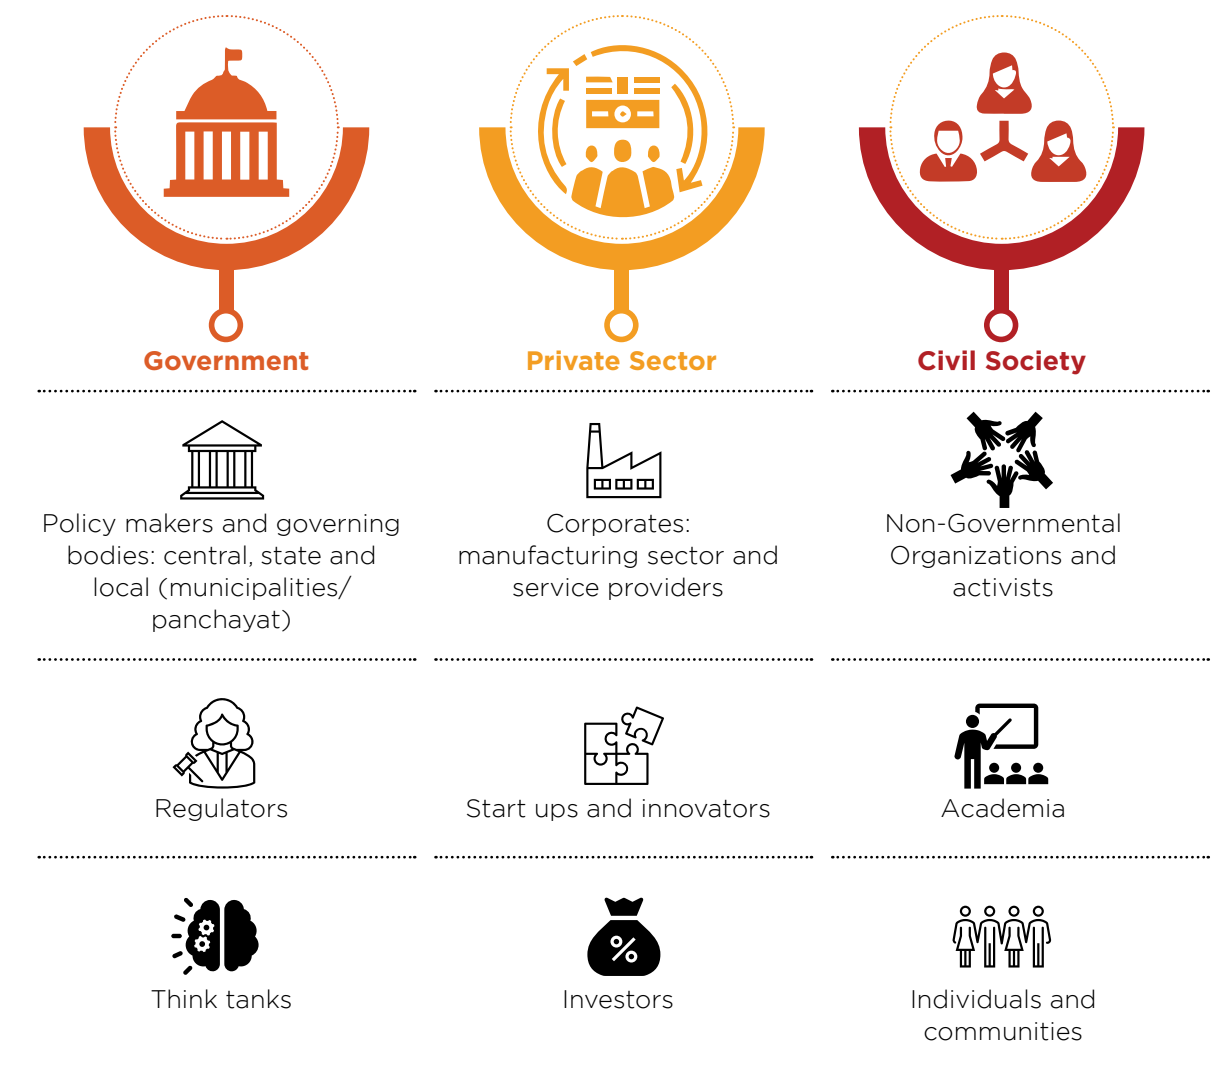 Government
Private Sector
Civil Society
Policy makers and governing
bodies: central, state and
local (municipalities/
panchayat)
Corporates:
manufacturing sector and
service providers
Non-Governmental
Organizations and
activists
Regulators
Start ups and innovators
Academia
Think tanks
%
Investors
Individuals and
communities